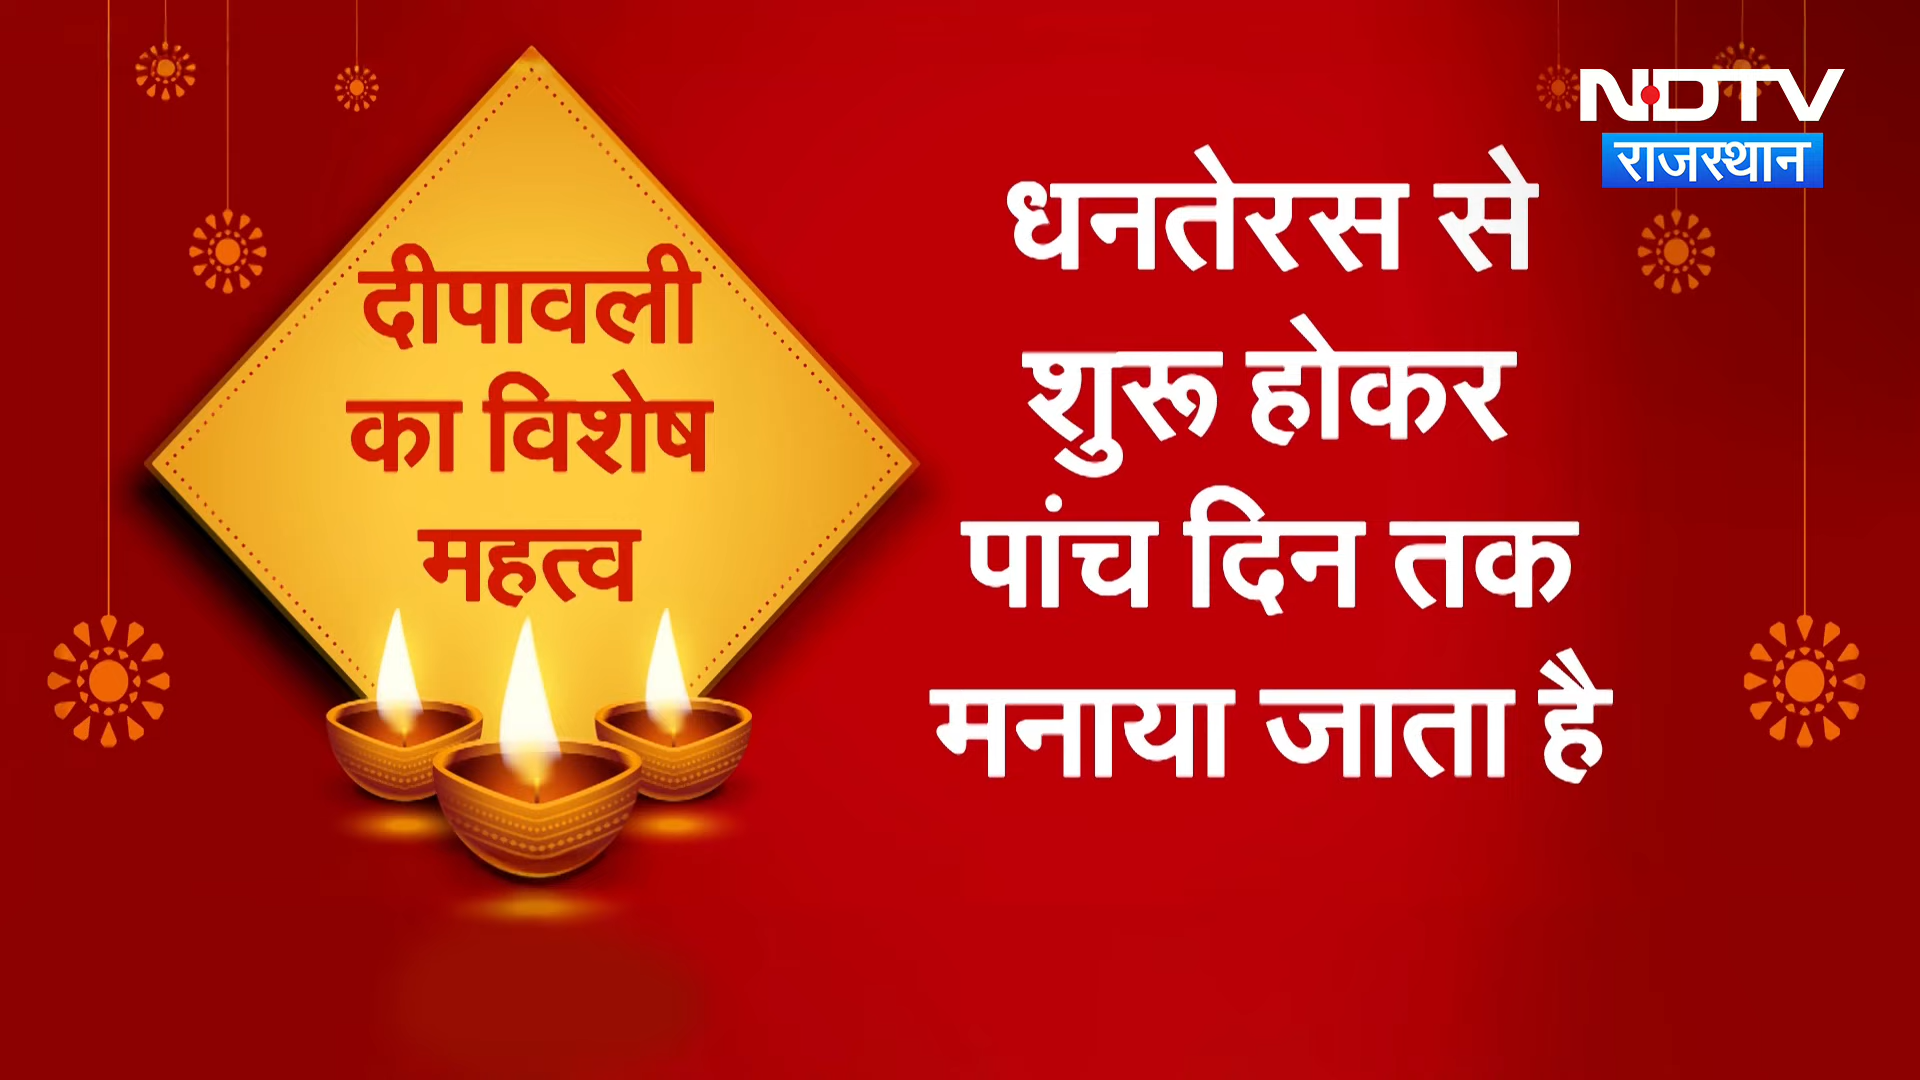 दीपावली
का विशेष
महत्व
धनतेरस से
शुरू होकर
पांच दिन तक
मनाया जाता है
NDTV
राजस्थान